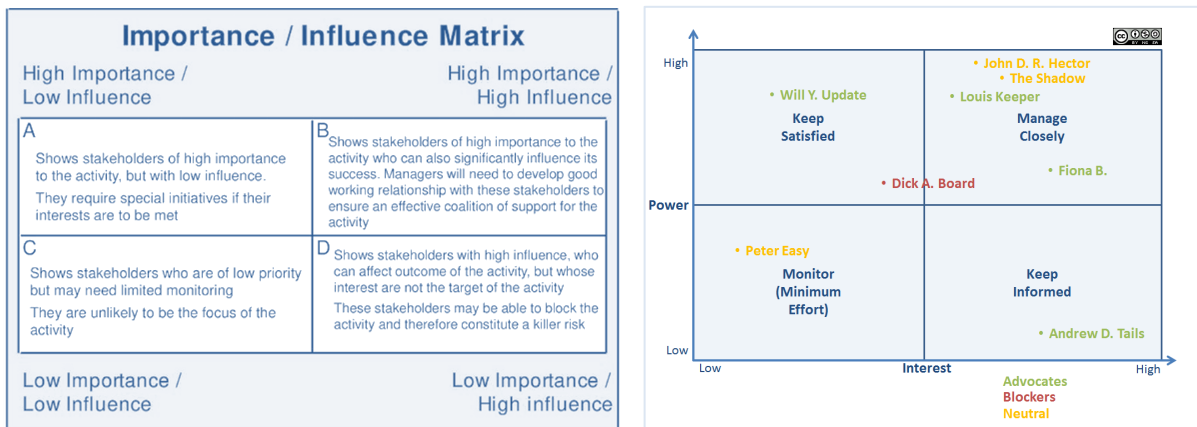 Importance / Influence Matrix
High Importance /
Low Influence
High Importance /
High Influence
A
Shows stakeholders of high importance
to the activity, but with low influence.
They require special initiatives if their
interests are to be met
B
Shows stakeholders of high importance to the
activity who can also significantly influence its
success. Managers will need to develop good
working relationship with these stakeholders to
ensure an effective coalition of support for the
activity
C
Shows stakeholders who are of low priority
but may need limited monitoring
They are unlikely to be the focus of the
activity
D
Shows stakeholders with high influence, who
can affect outcome of the activity, but whose
interest are not the target of the activity
These stakeholders may be able to block the
activity and therefore constitute a killer risk
Low Importance /
Low Influence
Low Importance /
High influence
CC
BY NC SA
High
• John D. R. Hector
• The Shadow
• Will Y. Update
• Louis Keeper
Keep
Satisfied
Manage
Closely
• Fiona B.
• Dick A. Board
Power
• Peter Easy
Monitor
(Minimum
Effort)
Keep
Informed
• Andrew D. Tails
Low
Low
Interest
High
Advocates
Blockers
Neutral